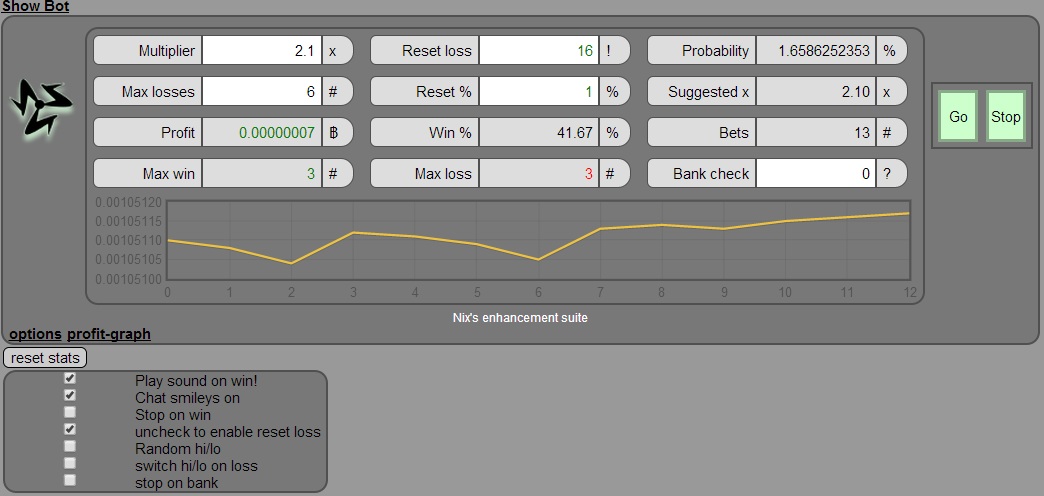 Show Bot
Multiplier 2.1 x Reset loss 16 ! Probability 1.6586252353 %
Max losses 6 # Reset % 1 % Suggested x 2.10 x
Go Stop
Profit 0.00000007 ฿ Win % 41.67 % Bets 13 #
Max win 3 # Max loss 3 # Bank check 0 ?
0.00105120
0.00105115
0.00105110
0.00105105
0.00105100
0 1 2 3 4 5 6 7 8 9 10 11 12
Nix's enhancement suite
options profit-graph
reset stats
Play sound on win!
Chat smileys on
Stop on win
uncheck to enable reset loss
Random hi/lo
switch hi/lo on loss
stop on bank